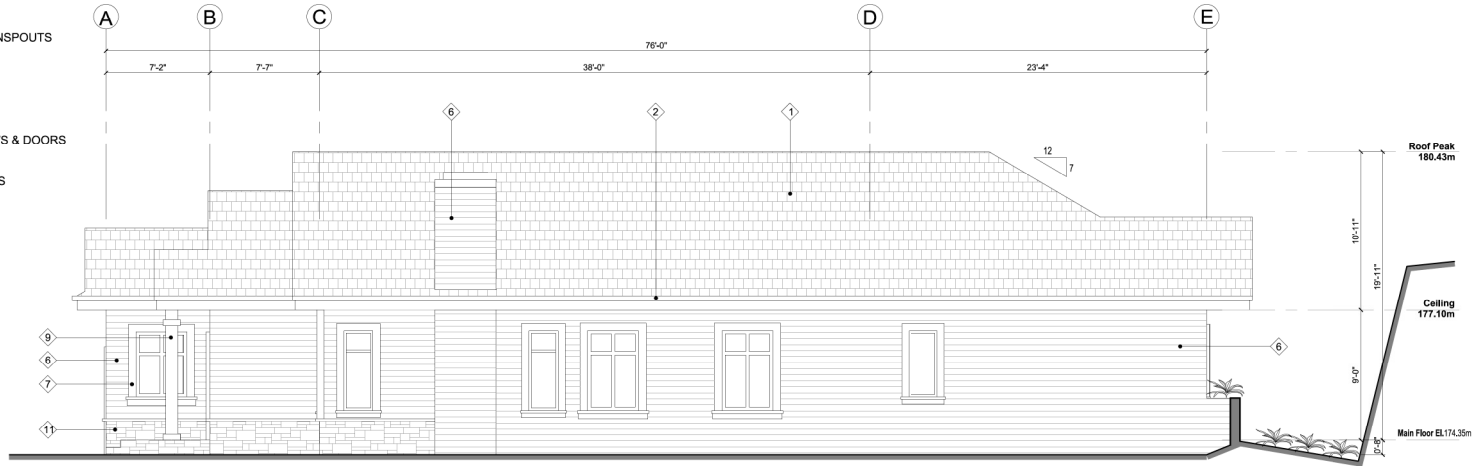 A B C D E
NSPOUTS
76'-0"
7'-2" 7'-7" 38'-0" 23'-4"
6 2 1
'S & DOORS
12
7
Roof Peak
180.43m
S
10'-11"
19'-11"
Ceiling
177.10m
9
6
7
6
9'-0"
11
Main Floor El.174.35m
0'-8"